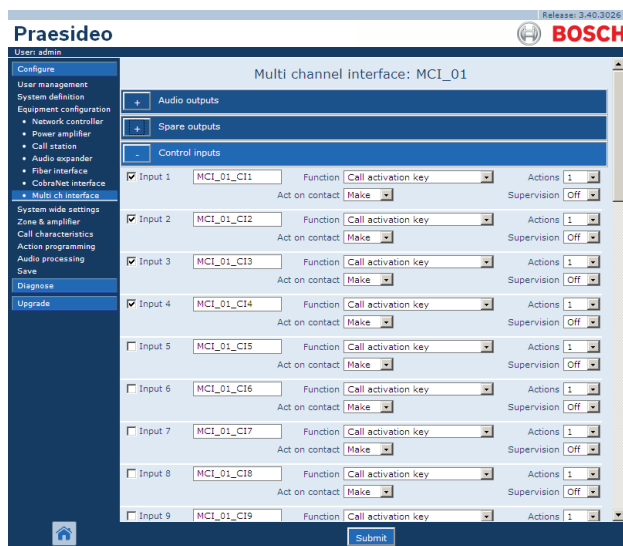 Release: 3.40.3026
Praesideo
BOSCH
User: admin
Configure
User management
System definition
Equipment configuration
• Network controller
• Power amplifier
• Call station
• Audio expander
• Fiber interface
• CobraNet interface
• Multi ch interface
System wide settings
Zone & amplifier
Call characteristics
Action programming
Audio processing
Save
Diagnose
Upgrade
Multi channel interface: MCI_01
+ Audio outputs
+ Spare outputs
- Control inputs
Input 1 MCI_01_CI1 Function Call activation key Actions 1
Act on contact Make Supervision Off
Input 2 MCI_01_CI2 Function Call activation key Actions 1
Act on contact Make Supervision Off
Input 3 MCI_01_CI3 Function Call activation key Actions 1
Act on contact Make Supervision Off
Input 4 MCI_01_CI4 Function Call activation key Actions 1
Act on contact Make Supervision Off
Input 5 MCI_01_CI5 Function Call activation key Actions 1
Act on contact Make Supervision Off
Input 6 MCI_01_CI6 Function Call activation key Actions 1
Act on contact Make Supervision Off
Input 7 MCI_01_CI7 Function Call activation key Actions 1
Act on contact Make Supervision Off
Input 8 MCI_01_CI8 Function Call activation key Actions 1
Act on contact Make Supervision Off
Input 9 MCI_01_CI9 Function Call activation key Actions 1
Submit